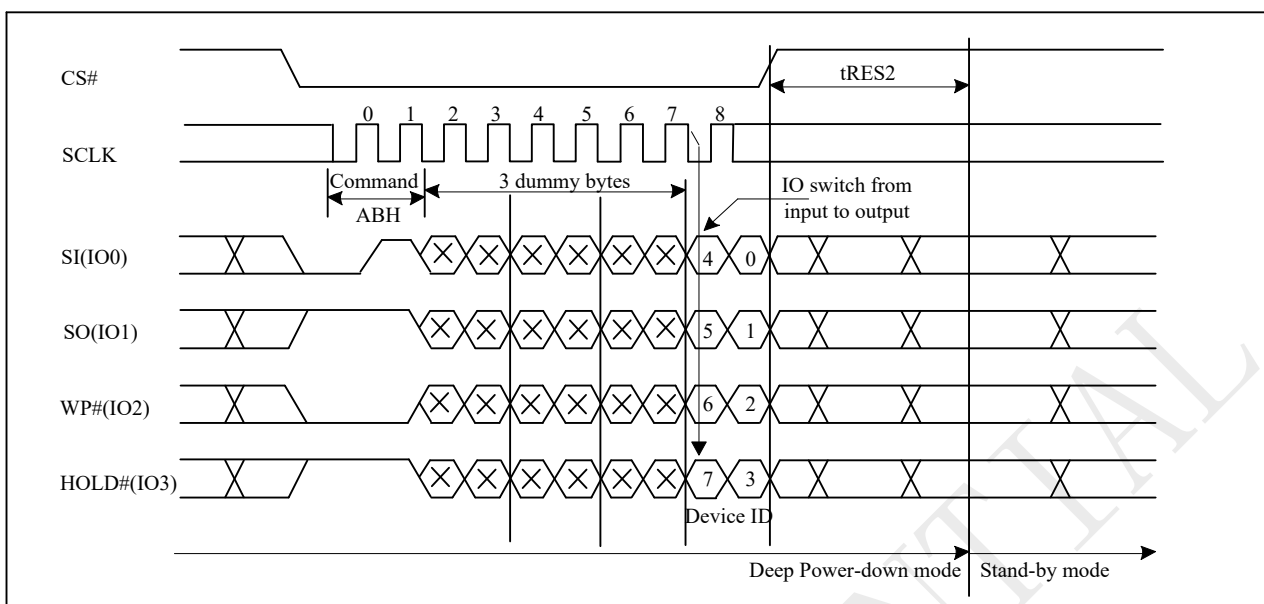 CS#
tRES2
0 1 2 3 4 5 6 7 8
SCLK
Command
ABH
3 dummy bytes
IO switch from
input to output
SI(IO0)
4 0
SO(IO1)
5 1
WP#(IO2)
6 2
HOLD#(IO3)
7 3
Device ID
Deep Power-down mode
Stand-by mode